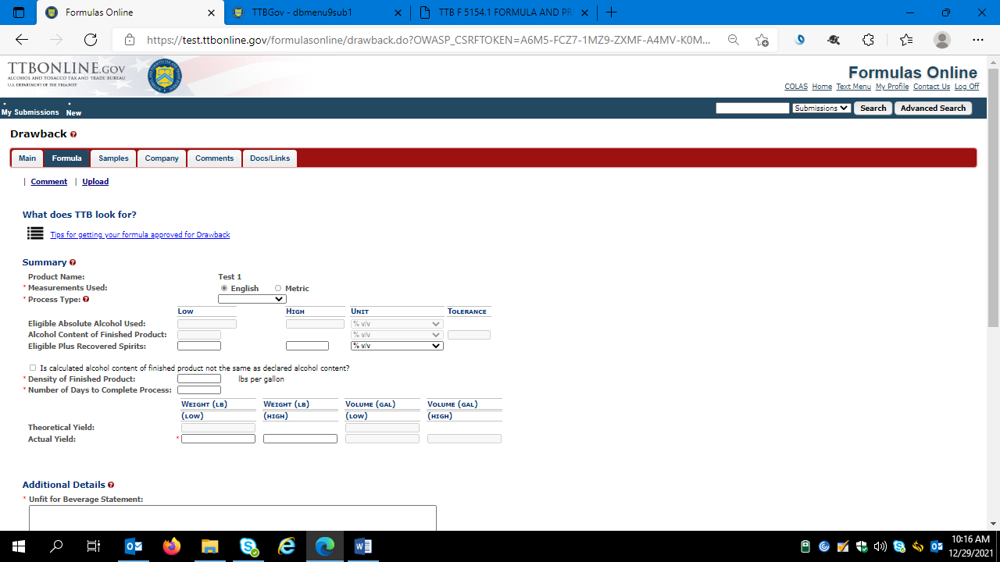 Formulas Online
TTBGov - dbmenu9sub1
TTB F 5154.1 FORMULA AND PR
https://test.ttbonline.gov/formulasonline/drawback.do?OWASP_CSRFTOKEN=A6M5-FCZ7-1MZ9-ZXMF-A4MV-K0M...
TTBONLINE.GOV
ALCOHOL AND TOBACCO TAX AND TRADE BUREAU
U.S. DEPARTMENT OF THE TREASURY
Formulas Online
COLAS Home Text Menu My Profile Contact Us Log Off
My Submissions New
Submissions Search Advanced Search
Drawback
Main Formula Samples Company Comments Docs/Links
| Comment | Upload
What does TTB look for?
Tips for getting your formula approved for Drawback
Summary
Product Name: Test 1
* Measurements Used: English Metric
* Process Type:
LOW HIGH UNIT TOLERANCE
Eligible Absolute Alcohol Used: % v/v
Alcohol Content of Finished Product: % v/v
Eligible Plus Recovered Spirits: % v/v
Is calculated alcohol content of finished product not the same as declared alcohol content?
* Density of Finished Product: lbs per gallon
* Number of Days to Complete Process:
WEIGHT (LB) WEIGHT (LB) VOLUME (GAL) VOLUME (GAL)
(LOW) (HIGH) (LOW) (HIGH)
Theoretical Yield:
Actual Yield: *
Additional Details
* Unfit for Beverage Statement:
10:16 AM
12/29/2021